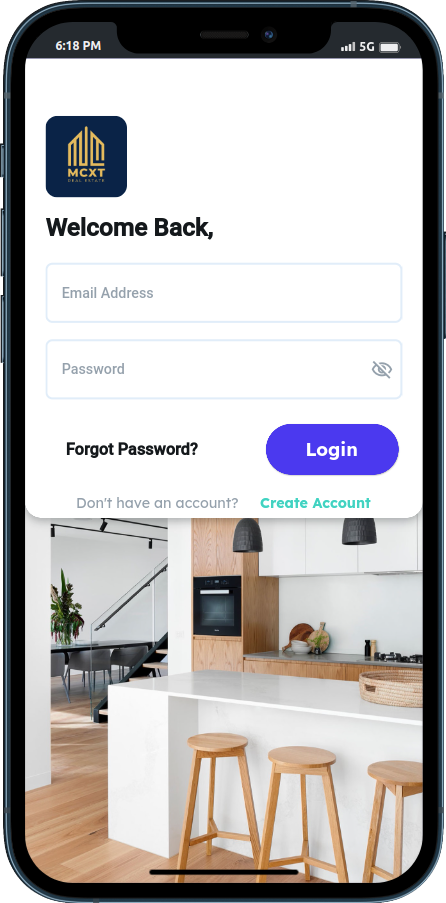 6:18 PM 5G
MCXT
REAL ESTATE
Welcome Back,
Email Address
Password
Forgot Password? Login
Don't have an account? Create Account